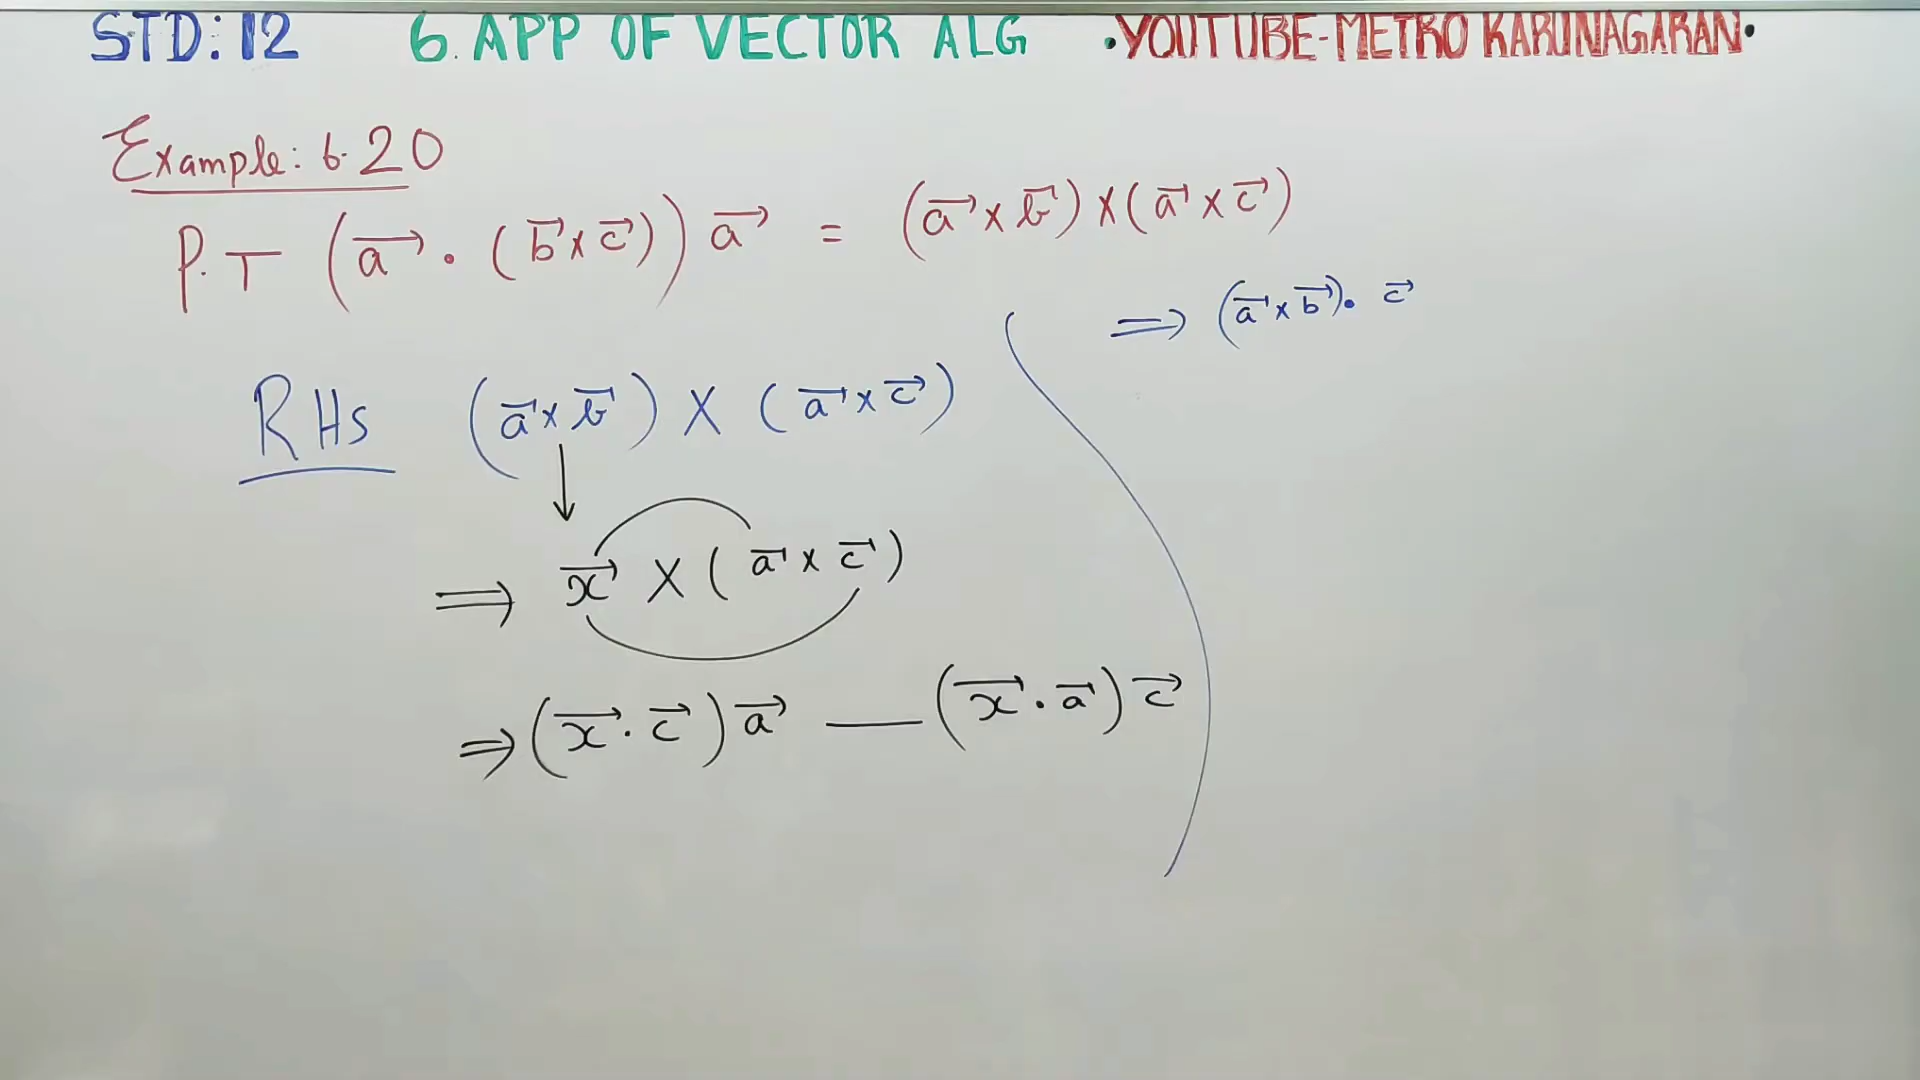 STD: 12 6. APP OF VECTOR ALG •YOUTUBE-METRO KARUNAGARAN•
Example: 6.20
P.T (a⃗ · (b⃗ × c⃗)) a⃗ = (a⃗ × b⃗) × (a⃗ × c⃗)
RHS (a⃗ × b⃗) × (a⃗ × c⃗)
↓
⇒ x⃗ × (a⃗ × c⃗)
⇒ (x⃗ · c⃗) a⃗ — (x⃗ · a⃗) c⃗
⇒ (a⃗ × b⃗) · c⃗